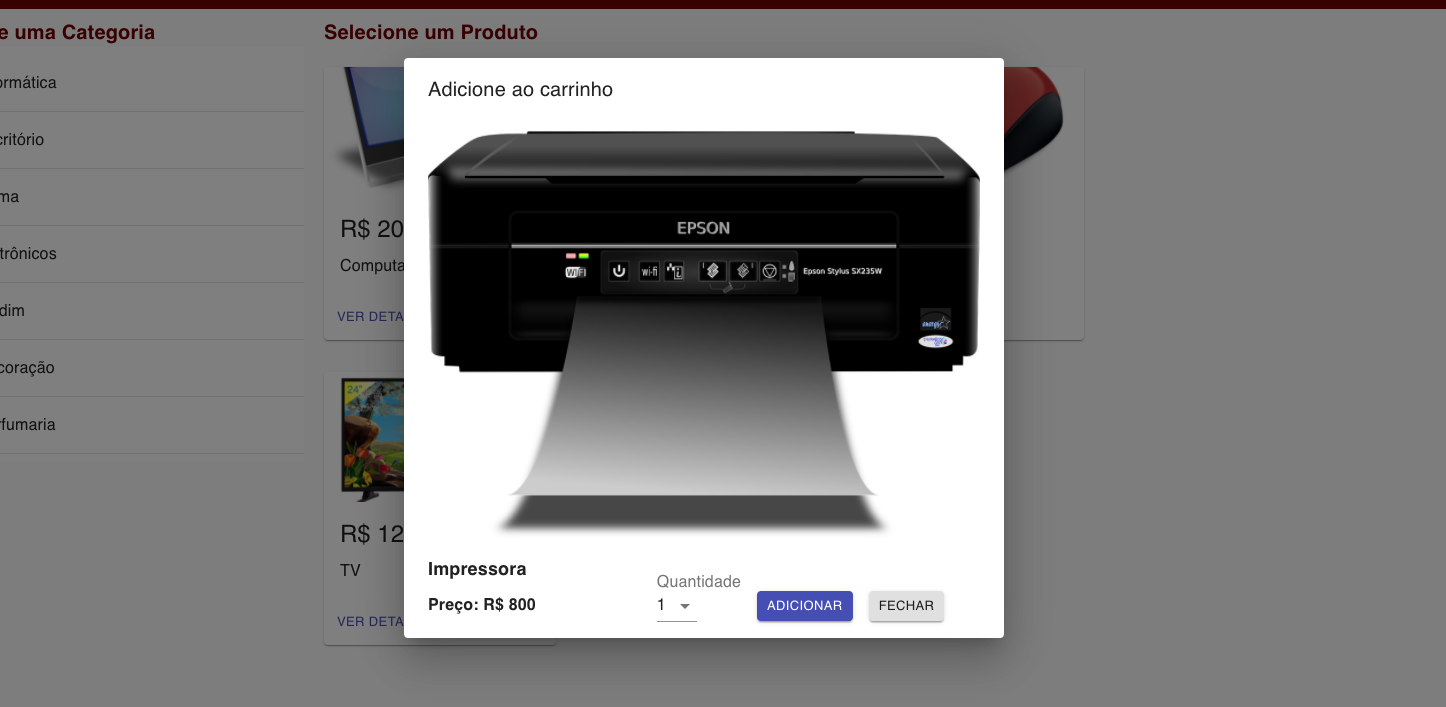 e uma Categoria
Selecione um Produto
ormática
critório
ma
trônicos
dim
coração
fumaria
R$ 20
Computa
VER DETA
24"
R$ 12
TV
VER DETA
Adicione ao carrinho
EPSON
WiFi
wi-fi
Epson Stylus SX235W
Impressora
Preço: R$ 800
Quantidade
1
ADICIONAR
FECHAR